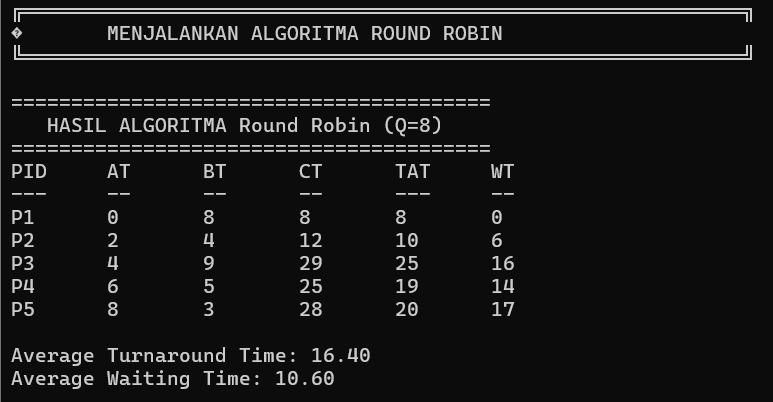 � MENJALANKAN ALGORITMA ROUND ROBIN
========================================
HASIL ALGORITMA Round Robin (Q=8)
========================================
PID AT BT CT TAT WT
--- -- -- -- --- --
P1 0 8 8 8 0
P2 2 4 12 10 6
P3 4 9 29 25 16
P4 6 5 25 19 14
P5 8 3 28 20 17
Average Turnaround Time: 16.40
Average Waiting Time: 10.60